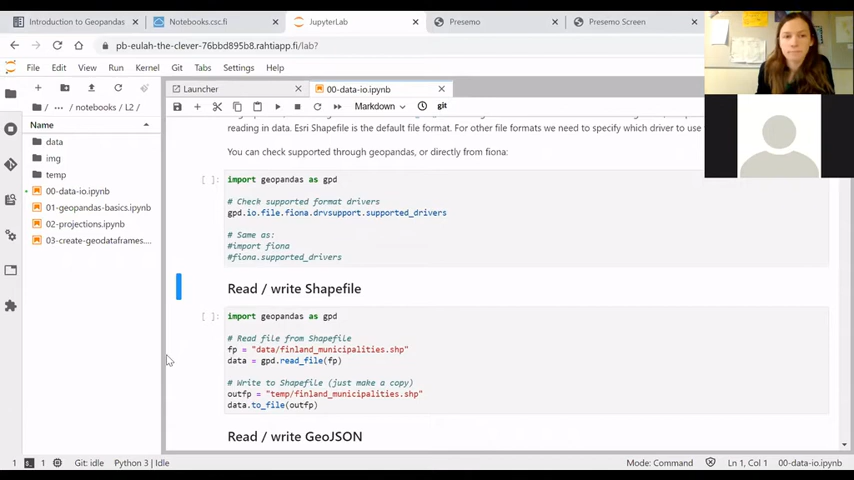 Introduction to Geopandas
Notebooks.csc.fi
JupyterLab
Presemo
Presemo Screen
pb-eulah-the-clever-76bbd895b8.rahtiapp.fi/lab?
File Edit View Run Kernel Git Tabs Settings Help
Launcher
00-data-io.ipynb
/ ... / notebooks / L2 /
Markdown
git
Name
data
img
temp
00-data-io.ipynb
01-geopandas-basics.ipynb
02-projections.ipynb
03-create-geodataframes....
reading in data. Esri Shapefile is the default file format. For other file formats we need to specify which driver to use
You can check supported through geopandas, or directly from fiona:
[ ]: import geopandas as gpd
# Check supported format drivers
gpd.io.file.fiona.drvsupport.supported_drivers
# Same as:
#import fiona
#fiona.supported_drivers
Read / write Shapefile
[ ]: import geopandas as gpd
# Read file from Shapefile
fp = "data/finland_municipalities.shp"
data = gpd.read_file(fp)
# Write to Shapefile (just make a copy)
outfp = "temp/finland_municipalities.shp"
data.to_file(outfp)
Read / write GeoJSON
1 1 Git: idle Python 3 | Idle
Mode: Command Ln 1, Col 1 00-data-io.ipynb